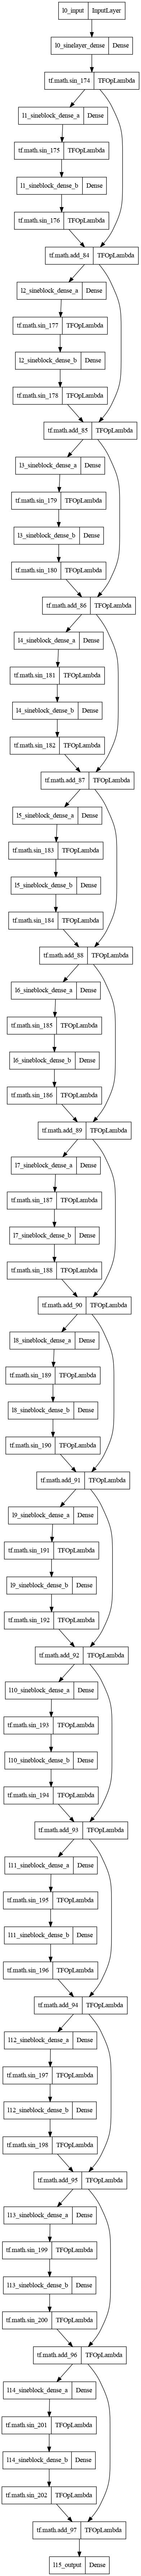 l0_input InputLayer
l0_sinelayer_dense Dense
tf.math.sin_174 TFOpLambda
l1_sineblock_dense_a Dense
tf.math.sin_175 TFOpLambda
l1_sineblock_dense_b Dense
tf.math.sin_176 TFOpLambda
tf.math.add_84 TFOpLambda
l2_sineblock_dense_a Dense
tf.math.sin_177 TFOpLambda
l2_sineblock_dense_b Dense
tf.math.sin_178 TFOpLambda
tf.math.add_85 TFOpLambda
l3_sineblock_dense_a Dense
tf.math.sin_179 TFOpLambda
l3_sineblock_dense_b Dense
tf.math.sin_180 TFOpLambda
tf.math.add_86 TFOpLambda
l4_sineblock_dense_a Dense
tf.math.sin_181 TFOpLambda
l4_sineblock_dense_b Dense
tf.math.sin_182 TFOpLambda
tf.math.add_87 TFOpLambda
l5_sineblock_dense_a Dense
tf.math.sin_183 TFOpLambda
l5_sineblock_dense_b Dense
tf.math.sin_184 TFOpLambda
tf.math.add_88 TFOpLambda
l6_sineblock_dense_a Dense
tf.math.sin_185 TFOpLambda
l6_sineblock_dense_b Dense
tf.math.sin_186 TFOpLambda
tf.math.add_89 TFOpLambda
l7_sineblock_dense_a Dense
tf.math.sin_187 TFOpLambda
l7_sineblock_dense_b Dense
tf.math.sin_188 TFOpLambda
tf.math.add_90 TFOpLambda
l8_sineblock_dense_a Dense
tf.math.sin_189 TFOpLambda
l8_sineblock_dense_b Dense
tf.math.sin_190 TFOpLambda
tf.math.add_91 TFOpLambda
l9_sineblock_dense_a Dense
tf.math.sin_191 TFOpLambda
l9_sineblock_dense_b Dense
tf.math.sin_192 TFOpLambda
tf.math.add_92 TFOpLambda
l10_sineblock_dense_a Dense
tf.math.sin_193 TFOpLambda
l10_sineblock_dense_b Dense
tf.math.sin_194 TFOpLambda
tf.math.add_93 TFOpLambda
l11_sineblock_dense_a Dense
tf.math.sin_195 TFOpLambda
l11_sineblock_dense_b Dense
tf.math.sin_196 TFOpLambda
tf.math.add_94 TFOpLambda
l12_sineblock_dense_a Dense
tf.math.sin_197 TFOpLambda
l12_sineblock_dense_b Dense
tf.math.sin_198 TFOpLambda
tf.math.add_95 TFOpLambda
l13_sineblock_dense_a Dense
tf.math.sin_199 TFOpLambda
l13_sineblock_dense_b Dense
tf.math.sin_200 TFOpLambda
tf.math.add_96 TFOpLambda
l14_sineblock_dense_a Dense
tf.math.sin_201 TFOpLambda
l14_sineblock_dense_b Dense
tf.math.sin_202 TFOpLambda
tf.math.add_97 TFOpLambda
l15_output Dense